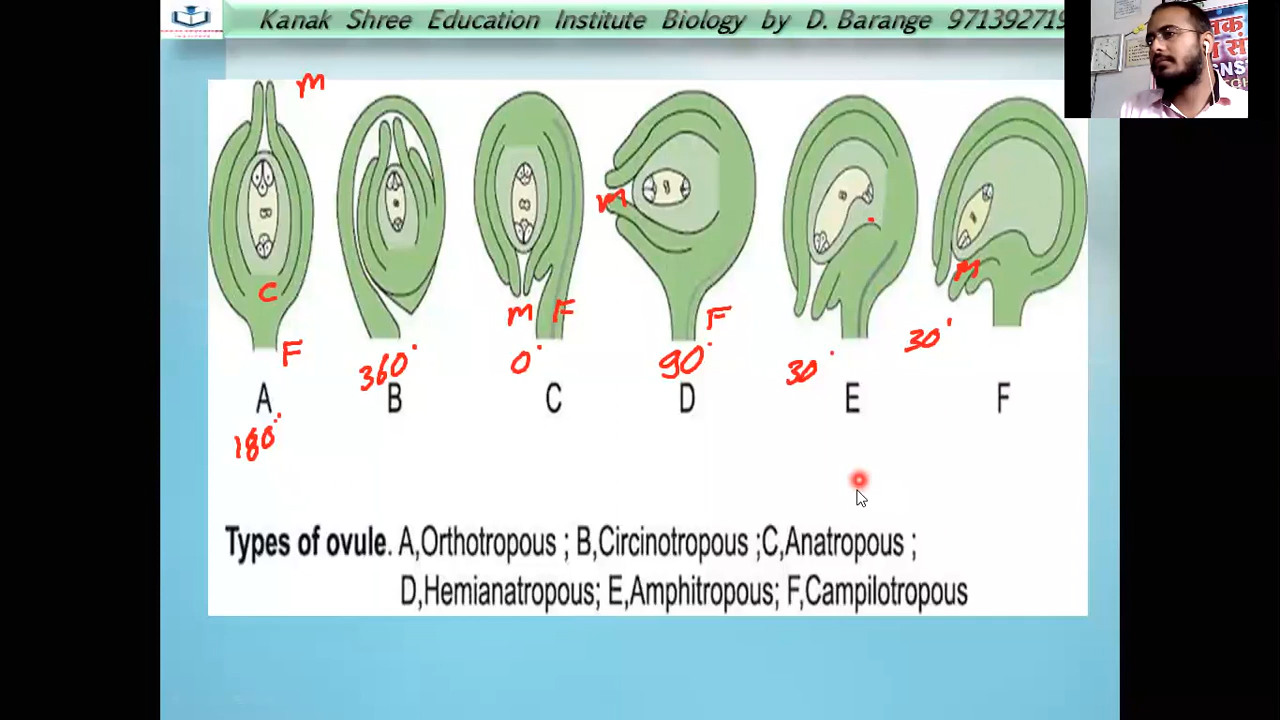 Kanak Shree Education Institute Biology by D. Barange 971392719
m
C
F
A
180°
B
360°
m F
0°
C
m
F
90°
D
30°
E
m
30°
F
Types of ovule. A,Orthotropous ; B,Circinotropous ;C,Anatropous ;
D,Hemianatropous; E,Amphitropous; F,Campilotropous